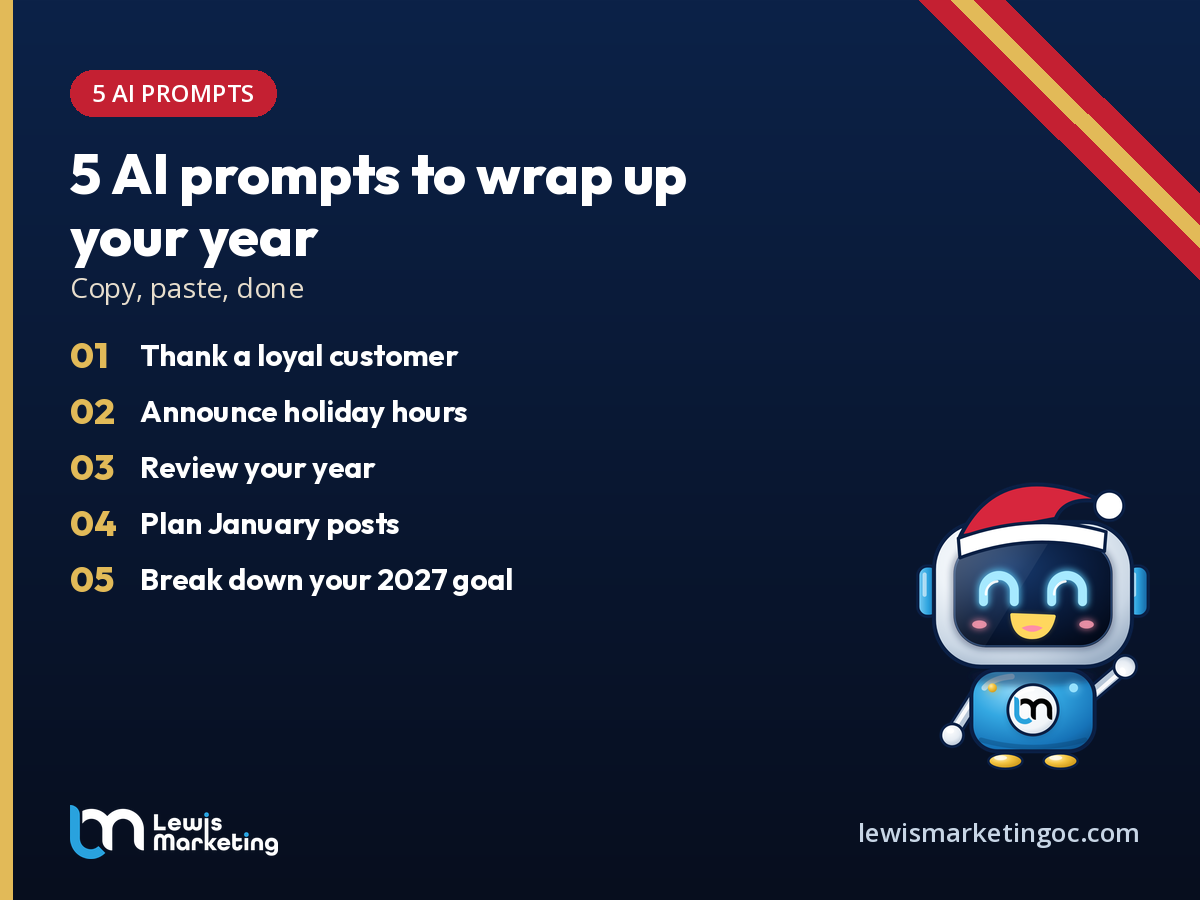 5 AI PROMPTS
5 AI prompts to wrap up
your year
Copy, paste, done
01 Thank a loyal customer
02 Announce holiday hours
03 Review your year
04 Plan January posts
05 Break down your 2027 goal
bm
bm
Lewis
Marketing
lewismarketingoc.com